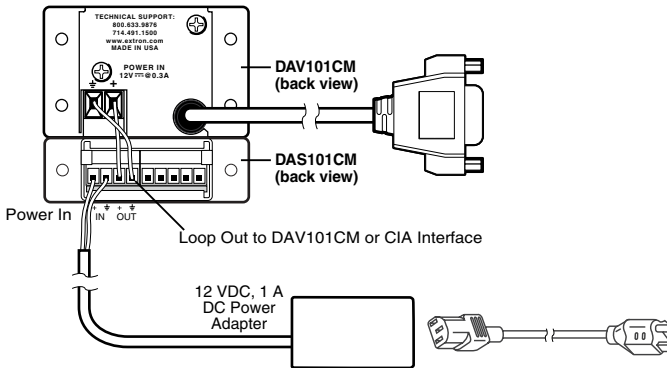 TECHNICAL SUPPORT:
800.633.9876
714.491.1500
www.extron.com
MADE IN USA
POWER IN
12V ⎓ @ 0.3A
⏚ +
DAV101CM
(back view)
DAS101CM
(back view)
Power In
+ ⏚ + ⏚
IN OUT
Loop Out to DAV101CM or CIA Interface
12 VDC, 1 A
DC Power
Adapter